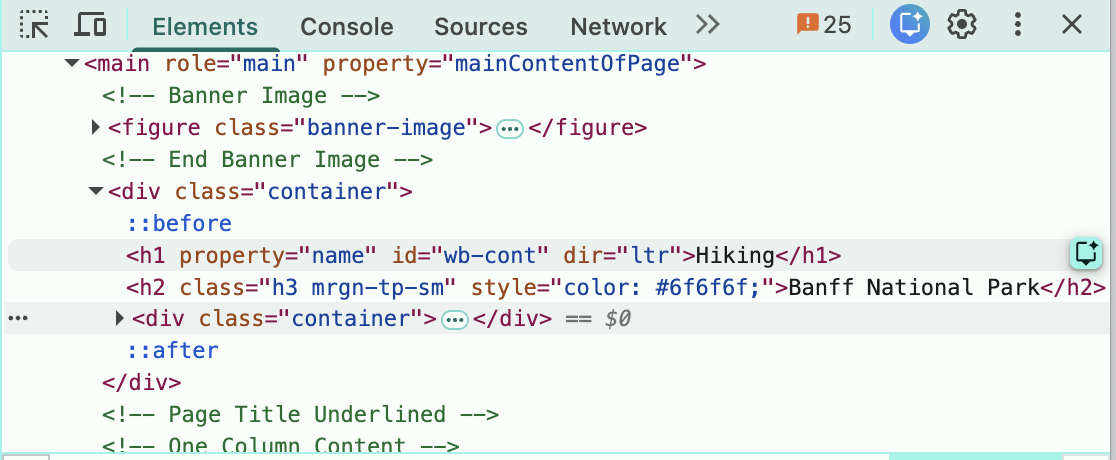 Elements Console Sources Network 25
<main role="main" property="mainContentOfPage">
<!-- Banner Image -->
<figure class="banner-image">…</figure>
<!-- End Banner Image -->
<div class="container">
::before
<h1 property="name" id="wb-cont" dir="ltr">Hiking</h1>
<h2 class="h3 mrgn-tp-sm" style="color: #6f6f6f;">Banff National Park</h2>
<div class="container">…</div> == $0
::after
</div>
<!-- Page Title Underlined -->
<!-- One Column Content -->